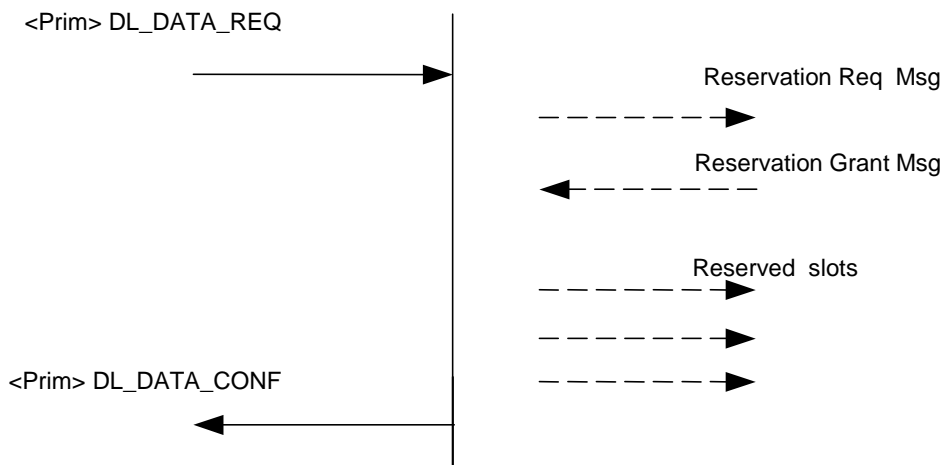 <Prim> DL_DATA_REQ
Reservation Req Msg
Reservation Grant Msg
Reserved slots
<Prim> DL_DATA_CONF